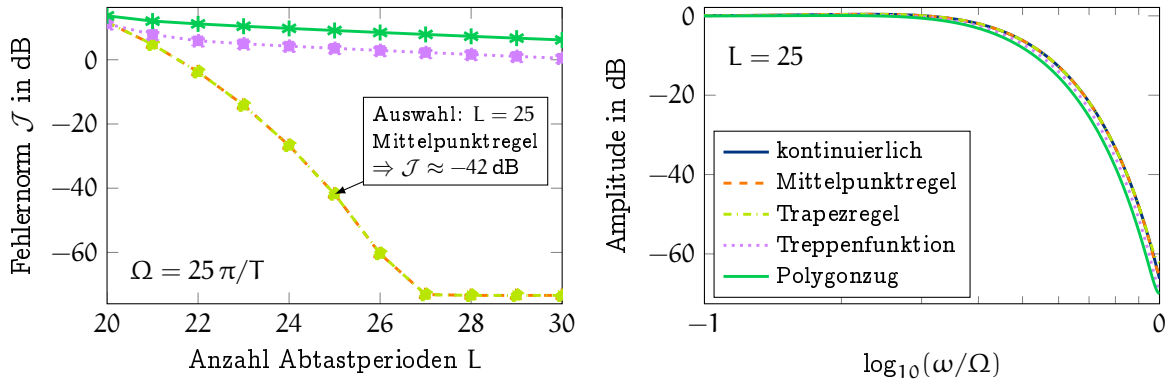 0
−20
−40
−60
20
22
24
26
28
30
Fehlernorm 𝒥 in dB
Anzahl Abtastperioden L
Ω = 25 π/T
Auswahl: L = 25
Mittelpunktregel
⇒ 𝒥 ≈ −42 dB
0
−20
−40
−60
−1
0
Amplitude in dB
log₁₀(ω/Ω)
L = 25
kontinuierlich
Mittelpunktregel
Trapezregel
Treppenfunktion
Polygonzug